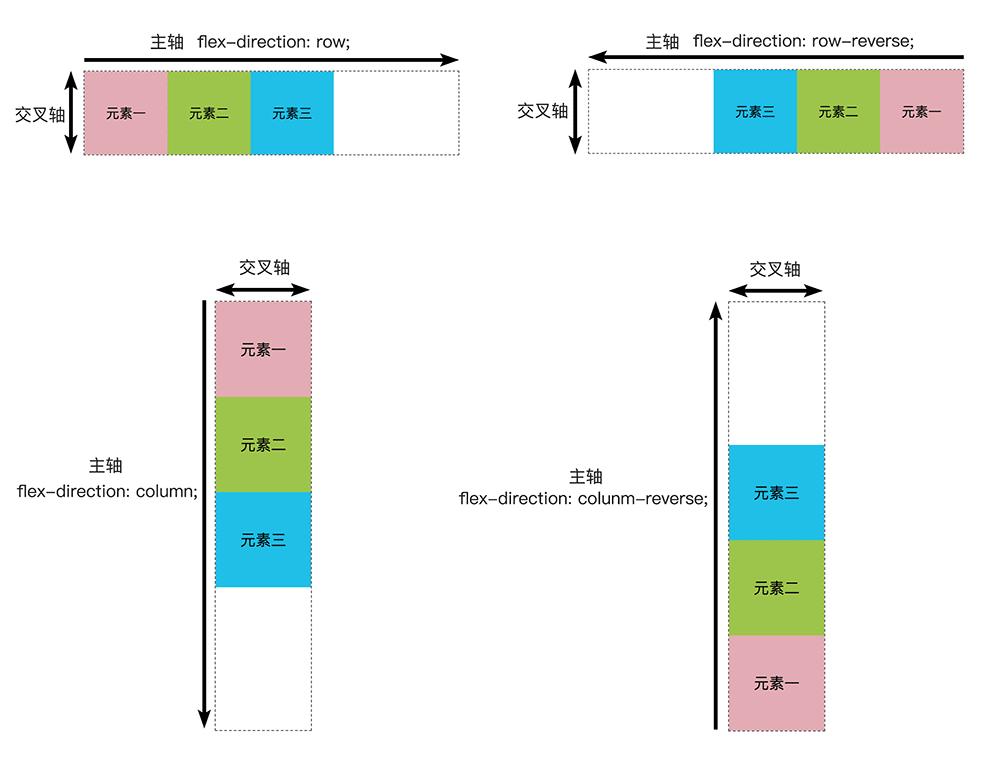 主轴 flex-direction: row;
交叉轴
元素一 元素二 元素三
主轴 flex-direction: row-reverse;
交叉轴
元素三 元素二 元素一
交叉轴
元素一
元素二
元素三
主轴
flex-direction: column;
交叉轴
主轴
flex-direction: colunm-reverse;
元素三
元素二
元素一